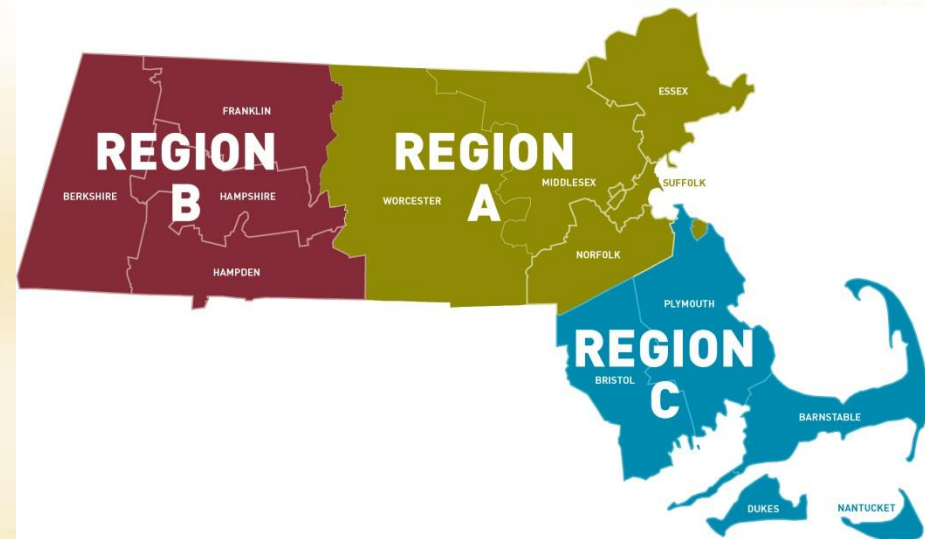 REGION
B
BERKSHIRE
FRANKLIN
HAMPSHIRE
HAMPDEN
REGION
A
WORCESTER
MIDDLESEX
ESSEX
SUFFOLK
NORFOLK
REGION
C
PLYMOUTH
BRISTOL
BARNSTABLE
DUKES
NANTUCKET